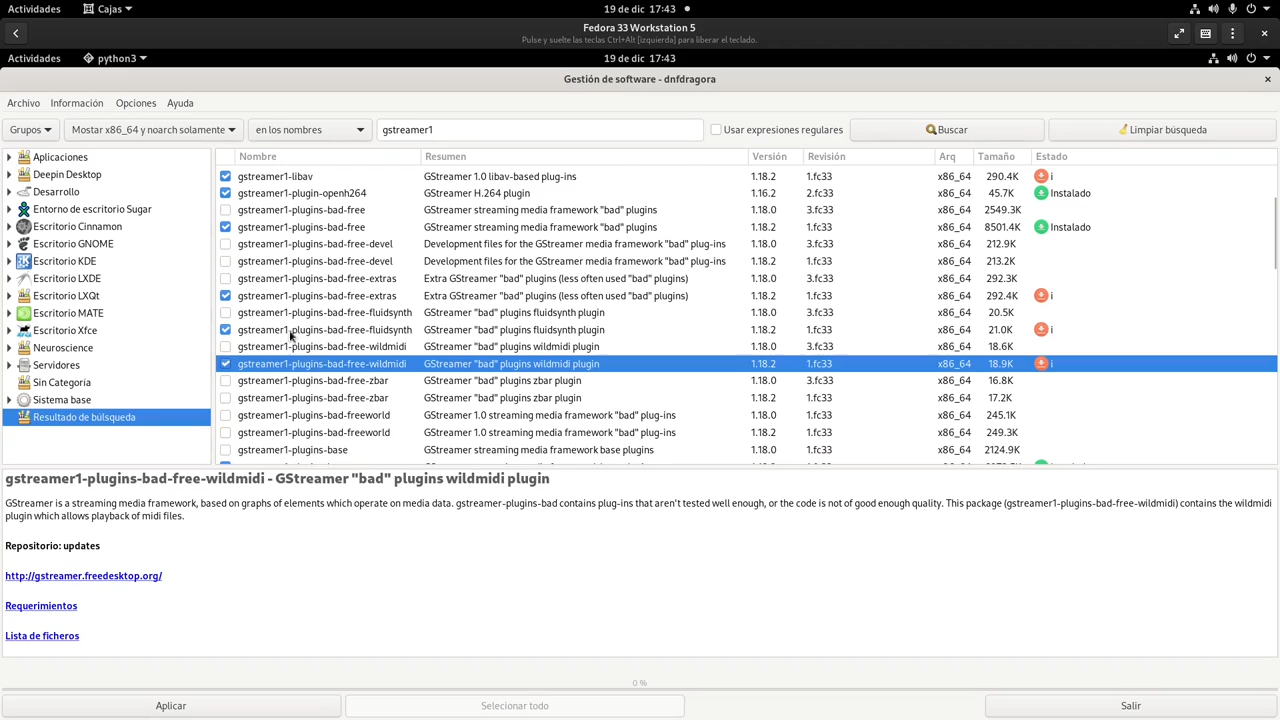 Actividades Cajas 19 de dic 17:43
Fedora 33 Workstation 5
Pulse y suelte las teclas Ctrl+Alt [izquierda] para liberar el teclado.
Actividades python3 19 de dic 17:43
Gestión de software - dnfdragora
Archivo Información Opciones Ayuda
Grupos Mostar x86_64 y noarch solamente en los nombres gstreamer1 Usar expresiones regulares Buscar Limpiar búsqueda
Aplicaciones
Deepin Desktop
Desarrollo
Entorno de escritorio Sugar
Escritorio Cinnamon
Escritorio GNOME
Escritorio KDE
Escritorio LXDE
Escritorio LXQt
Escritorio MATE
Escritorio Xfce
Neuroscience
Servidores
Sin Categoría
Sistema base
Resultado de búlsqueda
Nombre Resumen Versión Revisión Arq Tamaño Estado
gstreamer1-libav GStreamer 1.0 libav-based plug-ins 1.18.2 1.fc33 x86_64 290.4K i
gstreamer1-plugin-openh264 GStreamer H.264 plugin 1.16.2 2.fc33 x86_64 45.7K Instalado
gstreamer1-plugins-bad-free GStreamer streaming media framework "bad" plugins 1.18.0 3.fc33 x86_64 2549.3K
gstreamer1-plugins-bad-free GStreamer streaming media framework "bad" plugins 1.18.2 1.fc33 x86_64 8501.4K Instalado
gstreamer1-plugins-bad-free-devel Development files for the GStreamer media framework "bad" plug-ins 1.18.0 3.fc33 x86_64 212.9K
gstreamer1-plugins-bad-free-devel Development files for the GStreamer media framework "bad" plug-ins 1.18.2 1.fc33 x86_64 213.2K
gstreamer1-plugins-bad-free-extras Extra GStreamer "bad" plugins (less often used "bad" plugins) 1.18.0 3.fc33 x86_64 292.3K
gstreamer1-plugins-bad-free-extras Extra GStreamer "bad" plugins (less often used "bad" plugins) 1.18.2 1.fc33 x86_64 292.4K i
gstreamer1-plugins-bad-free-fluidsynth GStreamer "bad" plugins fluidsynth plugin 1.18.0 3.fc33 x86_64 20.5K
gstreamer1-plugins-bad-free-fluidsynth GStreamer "bad" plugins fluidsynth plugin 1.18.2 1.fc33 x86_64 21.0K i
gstreamer1-plugins-bad-free-wildmidi GStreamer "bad" plugins wildmidi plugin 1.18.0 3.fc33 x86_64 18.6K
gstreamer1-plugins-bad-free-wildmidi GStreamer "bad" plugins wildmidi plugin 1.18.2 1.fc33 x86_64 18.9K i
gstreamer1-plugins-bad-free-zbar GStreamer "bad" plugins zbar plugin 1.18.0 3.fc33 x86_64 16.8K
gstreamer1-plugins-bad-free-zbar GStreamer "bad" plugins zbar plugin 1.18.2 1.fc33 x86_64 17.2K
gstreamer1-plugins-bad-freeworld GStreamer 1.0 streaming media framework "bad" plug-ins 1.18.0 1.fc33 x86_64 245.1K
gstreamer1-plugins-bad-freeworld GStreamer 1.0 streaming media framework "bad" plug-ins 1.18.2 1.fc33 x86_64 249.3K
gstreamer1-plugins-base GStreamer streaming media framework base plugins 1.18.0 1.fc33 x86_64 2124.9K
gstreamer1-plugins-bad-free-wildmidi - GStreamer "bad" plugins wildmidi plugin
GStreamer is a streaming media framework, based on graphs of elements which operate on media data. gstreamer-plugins-bad contains plug-ins that aren't tested well enough, or the code is not of good enough quality. This package (gstreamer1-plugins-bad-free-wildmidi) contains the wildmidi
plugin which allows playback of midi files.
Repositorio: updates
http://gstreamer.freedesktop.org/
Requerimientos
Lista de ficheros
0 %
Aplicar Selecionar todo Salir